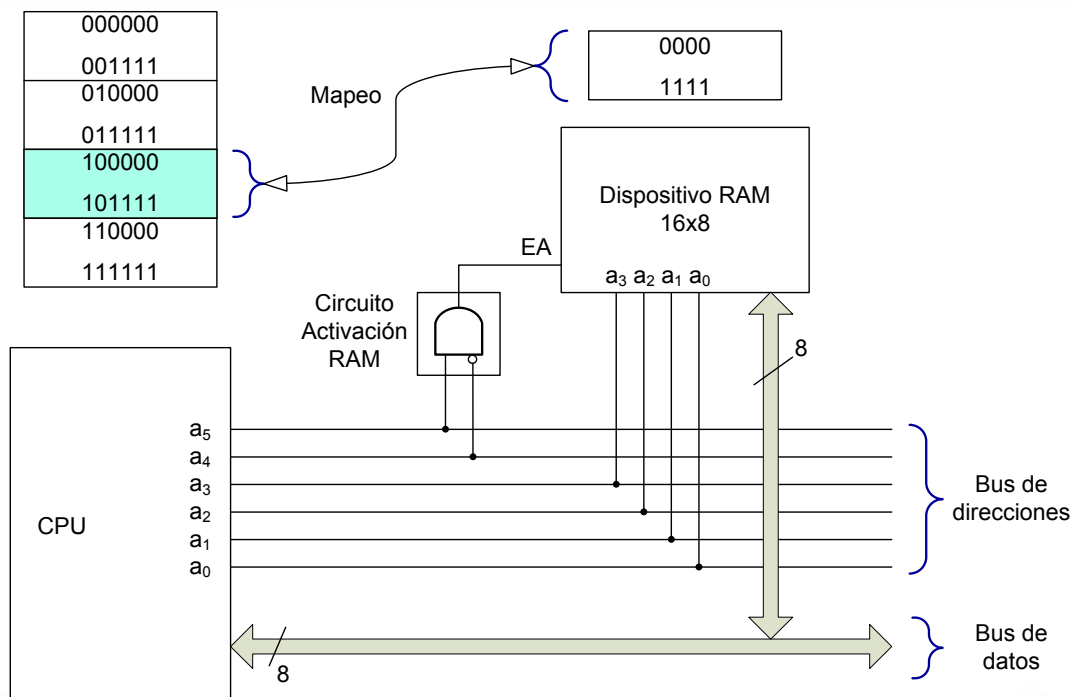 000000
001111
010000
011111
100000
101111
110000
111111
Mapeo
0000
1111
Dispositivo RAM
16x8
EA
a₃ a₂ a₁ a₀
Circuito
Activación
RAM
8
CPU
a₅
a₄
a₃
a₂
a₁
a₀
Bus de
direcciones
8
Bus de
datos